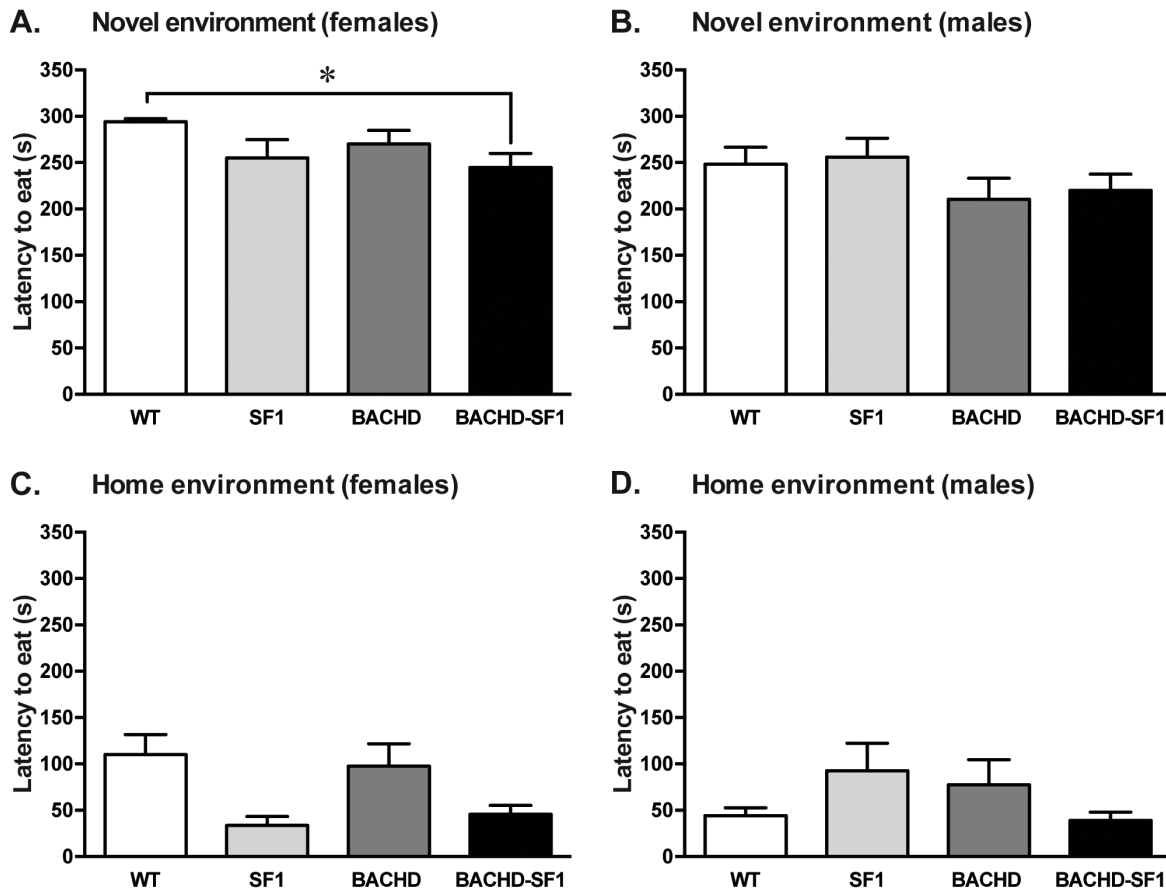 A. Novel environment (females)
*
Latency to eat (s)
350
300
250
200
150
100
50
0
WT SF1 BACHD BACHD-SF1
B. Novel environment (males)
Latency to eat (s)
350
300
250
200
150
100
50
0
WT SF1 BACHD BACHD-SF1
C. Home environment (females)
Latency to eat (s)
350
300
250
200
150
100
50
0
WT SF1 BACHD BACHD-SF1
D. Home environment (males)
Latency to eat (s)
350
300
250
200
150
100
50
0
WT SF1 BACHD BACHD-SF1